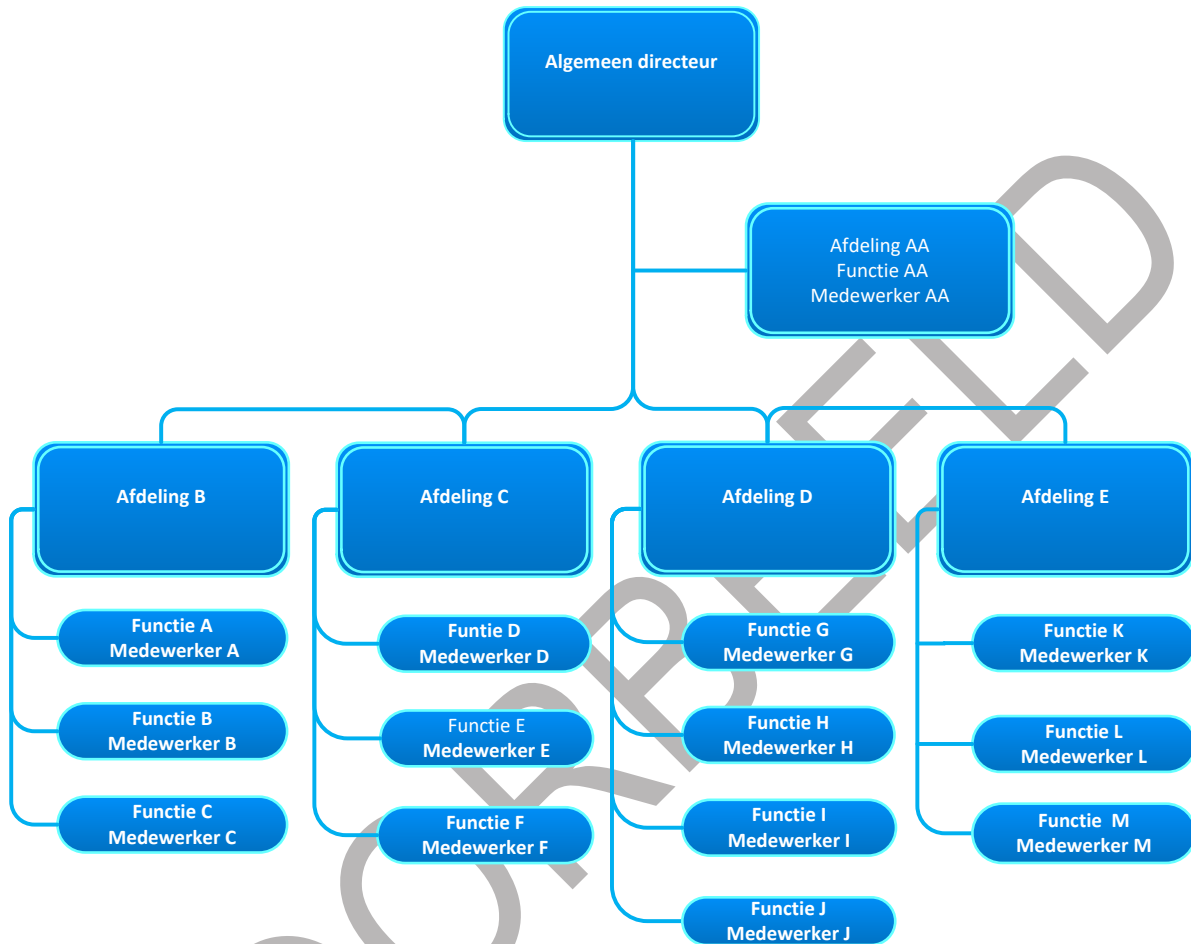 Algemeen directeur
Afdeling AA
Functie AA
Medewerker AA
Afdeling B
Afdeling C
Afdeling D
Afdeling E
Functie A
Medewerker A
Functie B
Medewerker B
Functie C
Medewerker C
Funtie D
Medewerker D
Functie E
Medewerker E
Functie F
Medewerker F
Functie G
Medewerker G
Functie H
Medewerker H
Functie I
Medewerker I
Functie J
Medewerker J
Functie K
Medewerker K
Functie L
Medewerker L
Functie M
Medewerker M